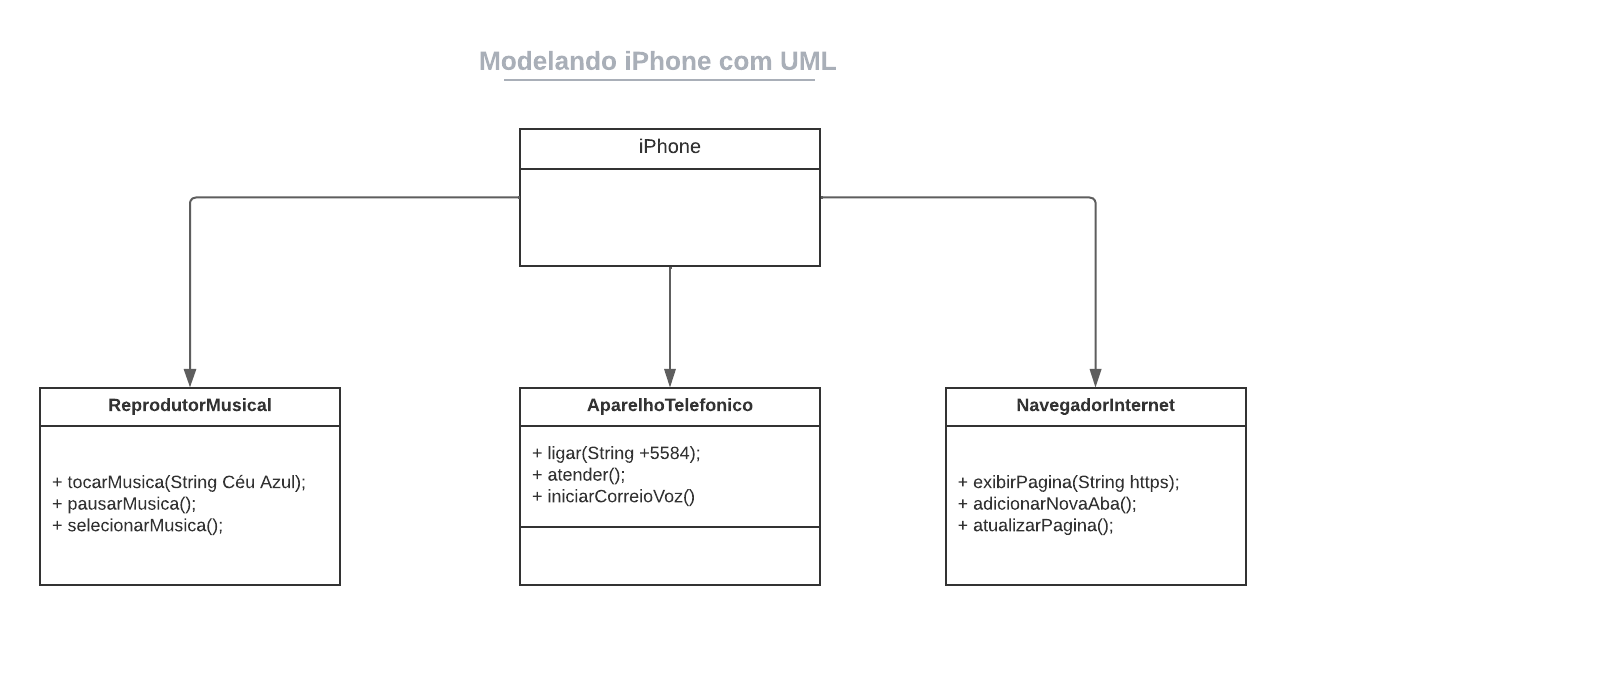 Modelando iPhone com UML
iPhone
ReprodutorMusical
+ tocarMusica(String Céu Azul);
+ pausarMusica();
+ selecionarMusica();
AparelhoTelefonico
+ ligar(String +5584);
+ atender();
+ iniciarCorreioVoz()
NavegadorInternet
+ exibirPagina(String https);
+ adicionarNovaAba();
+ atualizarPagina();